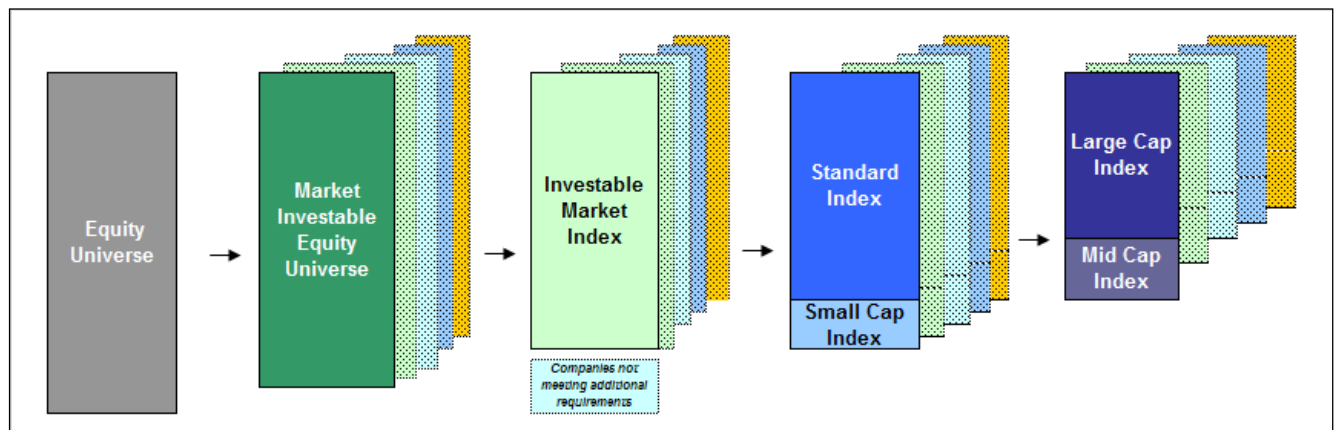 Equity
Universe
Market
Investable
Equity
Universe
Investable
Market
Index
Companies not
meeting additional
requirements
Standard
Index
Small Cap
Index
Large Cap
Index
Mid Cap
Index